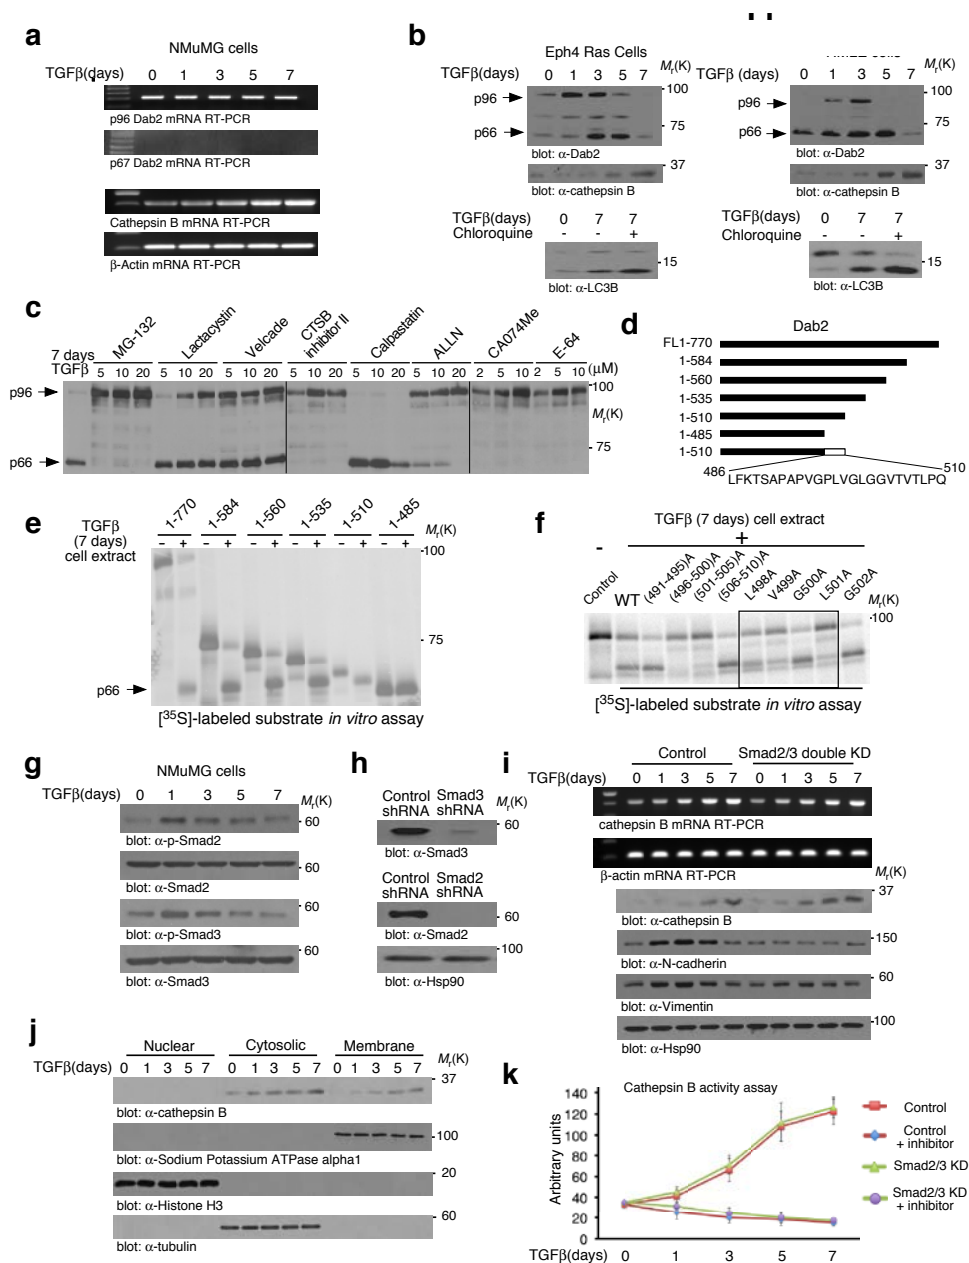 a
NMuMG cells
TGFβ(days) 0 1 3 5 7
p96 Dab2 mRNA RT-PCR
p67 Dab2 mRNA RT-PCR
Cathepsin B mRNA RT-PCR
β-Actin mRNA RT-PCR
b
Eph4 Ras Cells
TGFβ(days) 0 1 3 5 7 Mr(K)
100
p96
75
p66
blot: α-Dab2
37
blot: α-cathepsin B
TGFβ(days) 0 7 7
Chloroquine - - +
15
blot: α-LC3B
TGFβ (days) 0 1 3 5 7 Mr(K)
100
p96
75
p66
blot: α-Dab2
37
blot: α-cathepsin B
TGFβ(days) 0 7 7
Chloroquine - - +
15
blot: α-LC3B
c
MG-132 Lactacystin Velcade CTSB inhibitor II Calpastatin ALLN CA074Me E-64
7 days
TGFβ 5 10 20 5 10 20 5 10 20 5 10 20 5 10 20 5 10 20 2 5 10 2 5 10 (μM)
p96
100
Mr(K)
75
p66
d
Dab2
FL1-770
1-584
1-560
1-535
1-510
1-485
1-510
486 510
LFKTSAPAPVGPLVGLGGVTVTLPQ
e
1-770 1-584 1-560 1-535 1-510 1-485
TGFβ
(7 days)
cell extract
- + - + - + - + - + - +
Mr(K)
100
75
p66
[35S]-labeled substrate in vitro assay
f
TGFβ (7 days) cell extract
- +
Control WT (491-495)A (496-500)A (501-505)A (506-510)A L498A V499A G500A L501A G502A
Mr(K)
100
[35S]-labeled substrate in vitro assay
g
NMuMG cells
TGFβ(days) 0 1 3 5 7 Mr(K)
60
blot: α-p-Smad2
60
blot: α-Smad2
60
blot: α-p-Smad3
60
blot: α-Smad3
h
Control Smad3
shRNA shRNA
Mr(K)
60
blot: α-Smad3
Control Smad2
shRNA shRNA
60
blot: α-Smad2
100
blot: α-Hsp90
i
Control Smad2/3 double KD
TGFβ(days) 0 1 3 5 7 0 1 3 5 7
cathepsin B mRNA RT-PCR
β-actin mRNA RT-PCR
Mr(K)
37
blot: α-cathepsin B
150
blot: α-N-cadherin
60
blot: α-Vimentin
100
blot: α-Hsp90
j
Nuclear Cytosolic Membrane
TGFβ(days) 0 1 3 5 7 0 1 3 5 7 0 1 3 5 7 Mr(K)
37
blot: α-cathepsin B
100
blot: α-Sodium Potassium ATPase alpha1
20
blot: α-Histone H3
60
blot: α-tubulin
k
Cathepsin B activity assay
Arbitrary units
140
120
100
80
60
40
20
0
TGFβ(days) 0 1 3 5 7
Control
Control
+ inhibitor
Smad2/3 KD
Smad2/3 KD
+ inhibitor